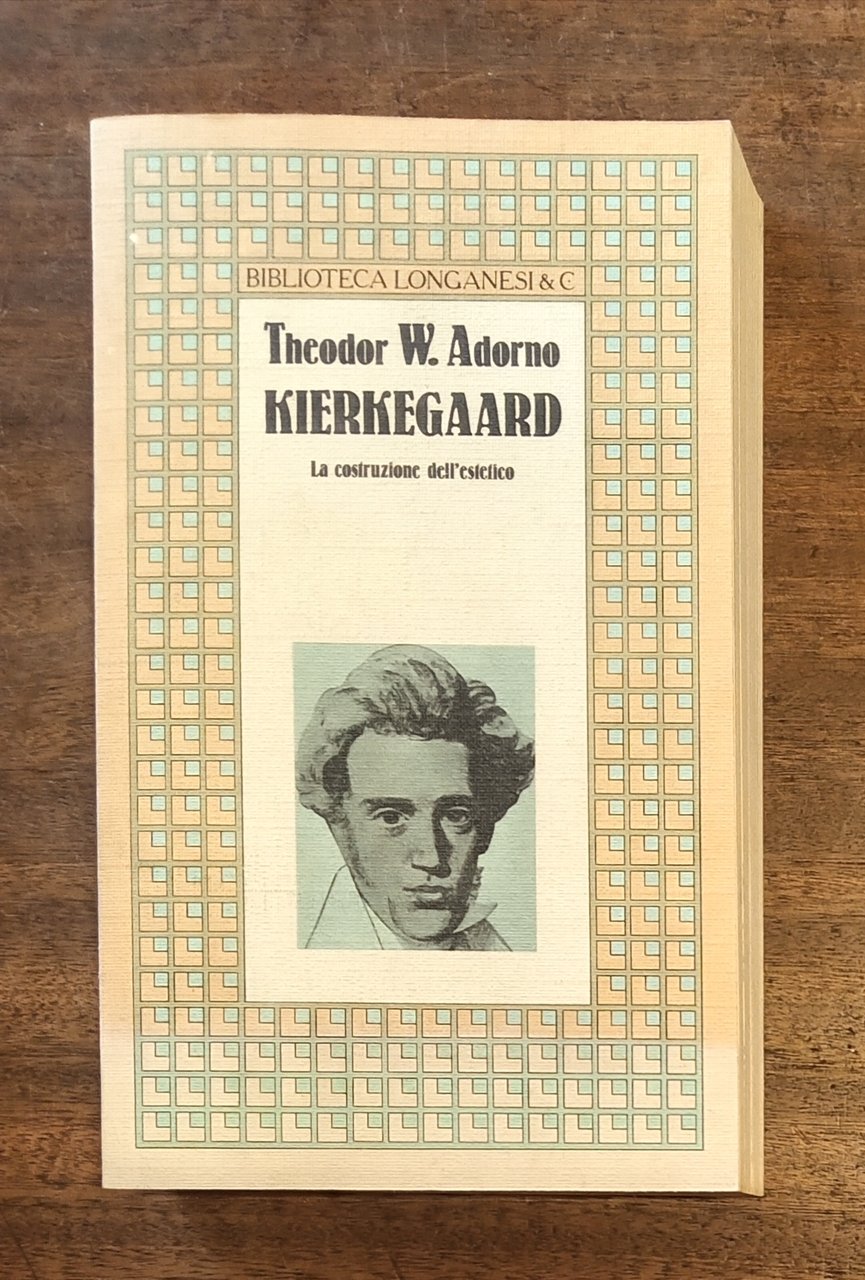 BIBLIOTECA LONGANESI & C
Theodor W. Adorno
KIERKEGAARD
La costruzione dell'estetico